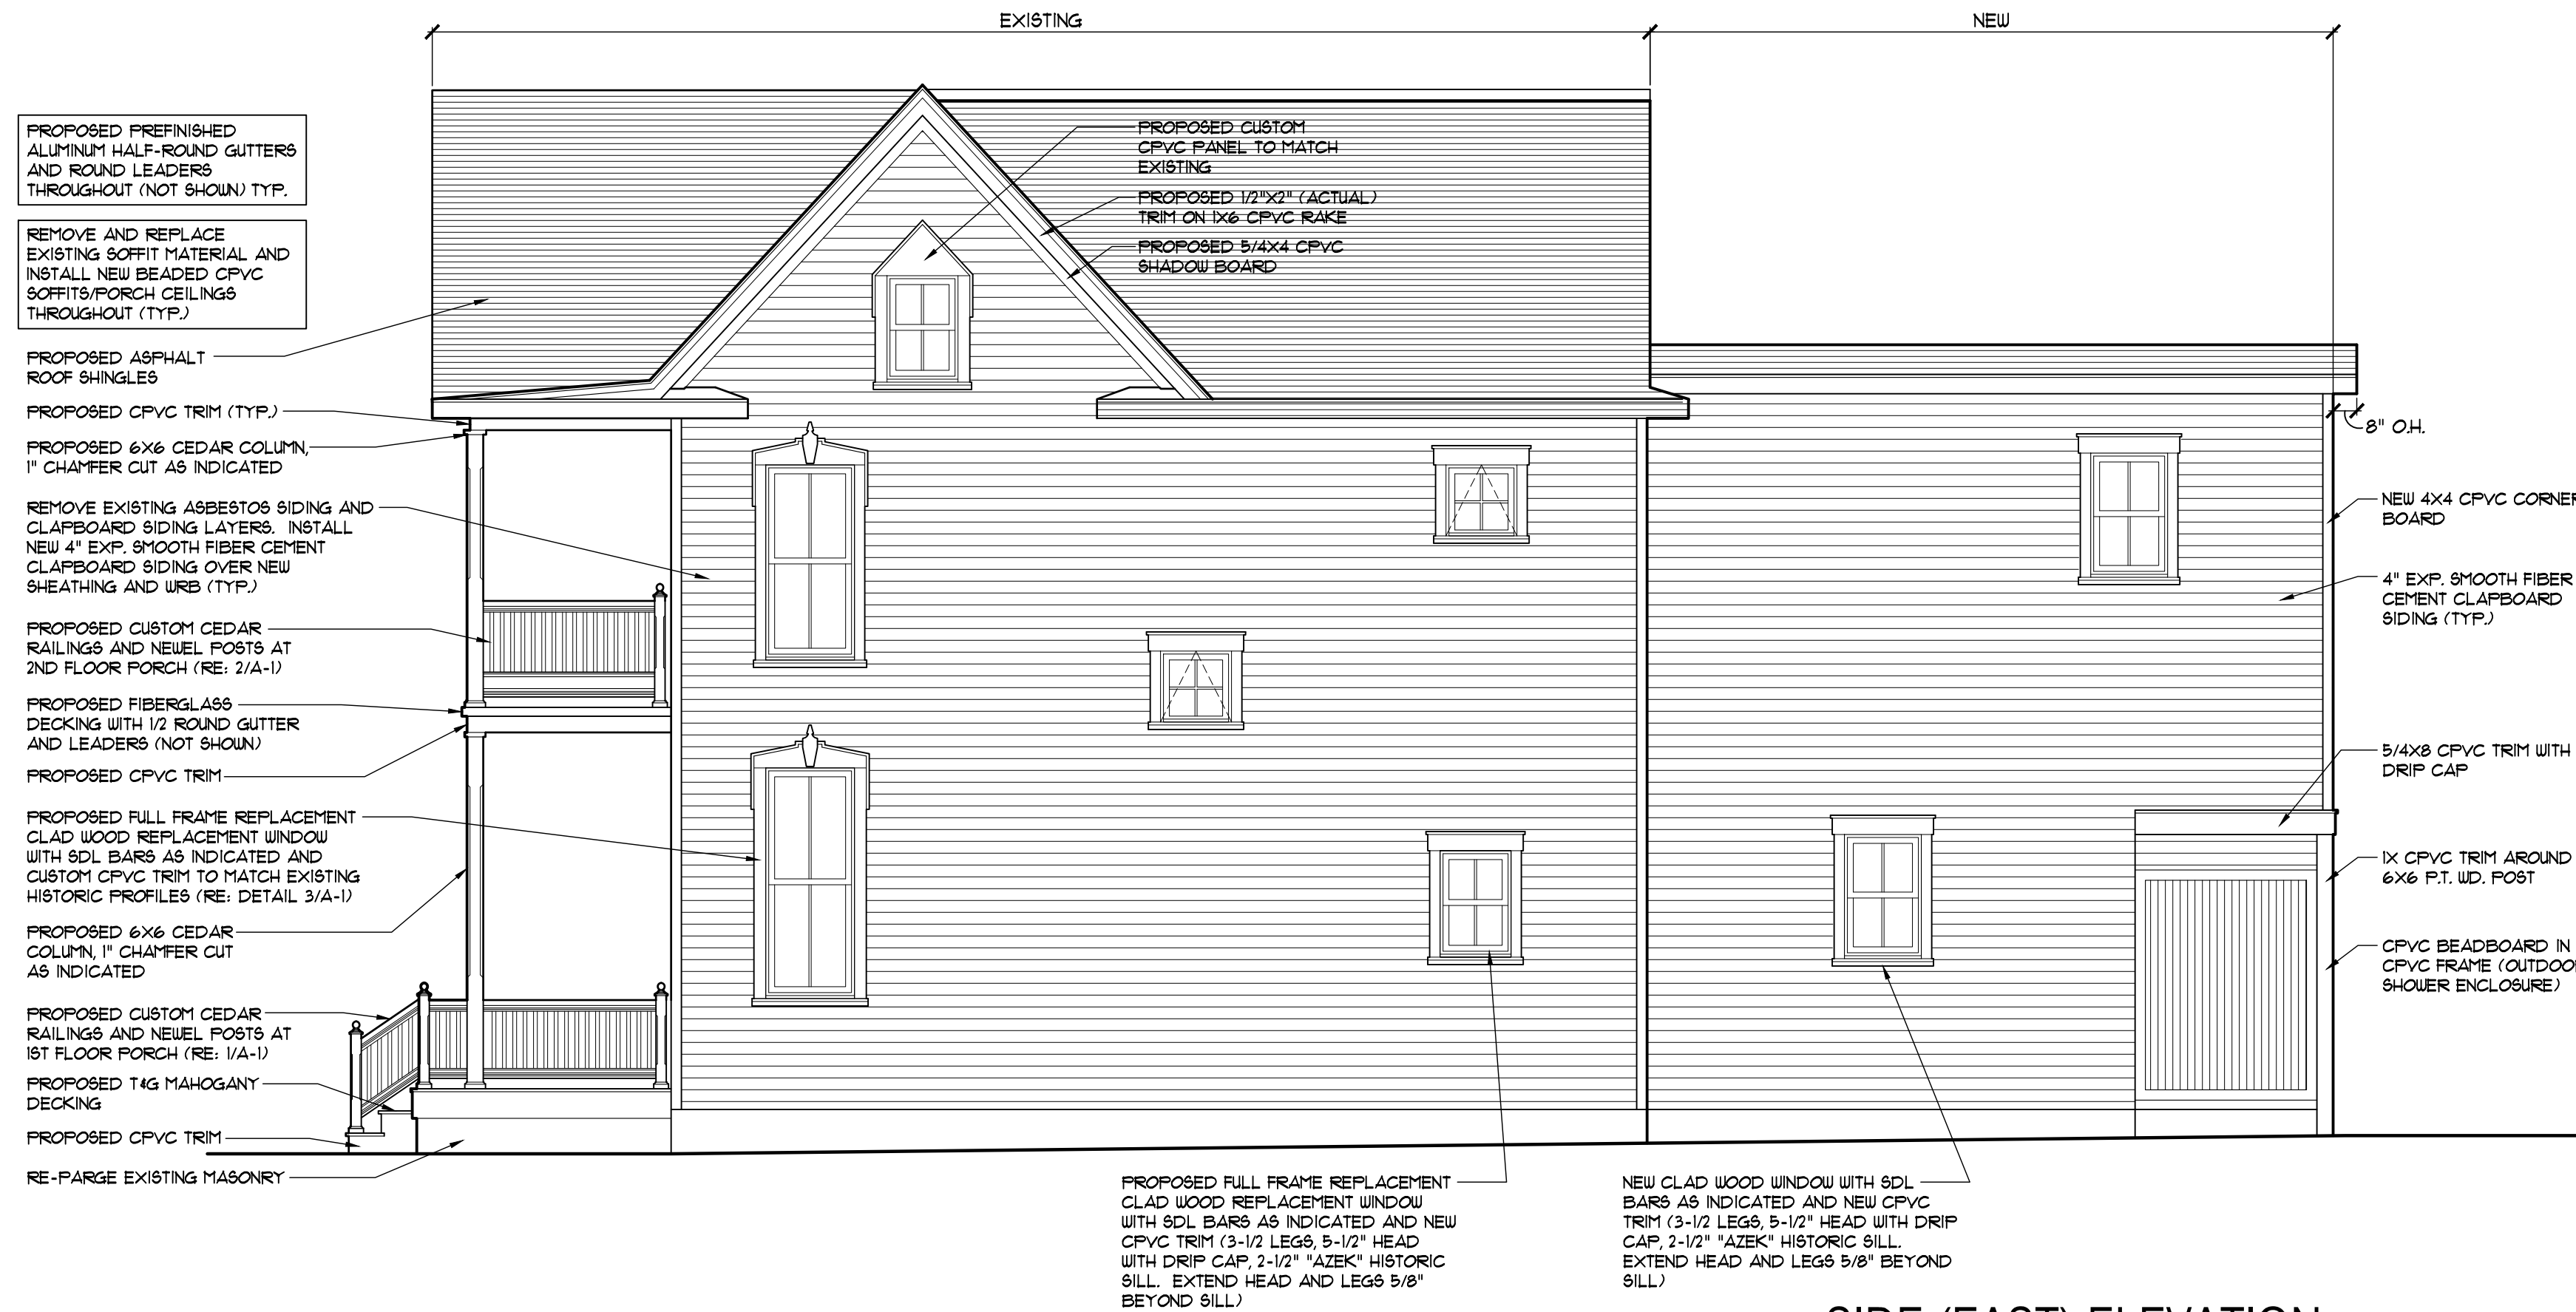 EXISTING
NEW
PROPOSED PREFINISHED
ALUMINUM HALF-ROUND GUTTERS
AND ROUND LEADERS
THROUGHOUT (NOT SHOWN) TYP.
REMOVE AND REPLACE
EXISTING SOFFIT MATERIAL AND
INSTALL NEW BEADED CPVC
SOFFITS/PORCH CEILINGS
THROUGHOUT (TYP.)
PROPOSED ASPHALT
ROOF SHINGLES
PROPOSED CPVC TRIM (TYP.)
PROPOSED 6X6 CEDAR COLUMN,
1" CHAMFER CUT AS INDICATED
REMOVE EXISTING ASBESTOS SIDING AND
CLAPBOARD SIDING LAYERS. INSTALL
NEW 4" EXP. SMOOTH FIBER CEMENT
CLAPBOARD SIDING OVER NEW
SHEATHING AND WRB (TYP.)
PROPOSED CUSTOM CEDAR
RAILINGS AND NEWEL POSTS AT
2ND FLOOR PORCH (RE: 2/A-1)
PROPOSED FIBERGLASS
DECKING WITH 1/2 ROUND GUTTER
AND LEADERS (NOT SHOWN)
PROPOSED CPVC TRIM
PROPOSED FULL FRAME REPLACEMENT
CLAD WOOD REPLACEMENT WINDOW
WITH SDL BARS AS INDICATED AND
CUSTOM CPVC TRIM TO MATCH EXISTING
HISTORIC PROFILES (RE: DETAIL 3/A-1)
PROPOSED 6X6 CEDAR
COLUMN, 1" CHAMFER CUT
AS INDICATED
PROPOSED CUSTOM CEDAR
RAILINGS AND NEWEL POSTS AT
1ST FLOOR PORCH (RE: 1/A-1)
PROPOSED T&G MAHOGANY
DECKING
PROPOSED CPVC TRIM
RE-PARGE EXISTING MASONRY
PROPOSED CUSTOM
CPVC PANEL TO MATCH
EXISTING
PROPOSED 1/2"X2" (ACTUAL)
TRIM ON 1X6 CPVC RAKE
PROPOSED 5/4X4 CPVC
SHADOW BOARD
8" O.H.
NEW 4X4 CPVC CORNER
BOARD
4" EXP. SMOOTH FIBER
CEMENT CLAPBOARD
SIDING (TYP.)
5/4X8 CPVC TRIM WITH
DRIP CAP
1X CPVC TRIM AROUND
6X6 P.T. WD. POST
CPVC BEADBOARD IN
CPVC FRAME (OUTDOOR
SHOWER ENCLOSURE)
PROPOSED FULL FRAME REPLACEMENT
CLAD WOOD REPLACEMENT WINDOW
WITH SDL BARS AS INDICATED AND NEW
CPVC TRIM (3-1/2 LEGS, 5-1/2" HEAD
WITH DRIP CAP, 2-1/2" "AZEK" HISTORIC
SILL. EXTEND HEAD AND LEGS 5/8"
BEYOND SILL)
NEW CLAD WOOD WINDOW WITH SDL
BARS AS INDICATED AND NEW CPVC
TRIM (3-1/2 LEGS, 5-1/2" HEAD WITH DRIP
CAP, 2-1/2" "AZEK" HISTORIC SILL.
EXTEND HEAD AND LEGS 5/8" BEYOND
SILL)
SIDE (EAST) ELEVATION